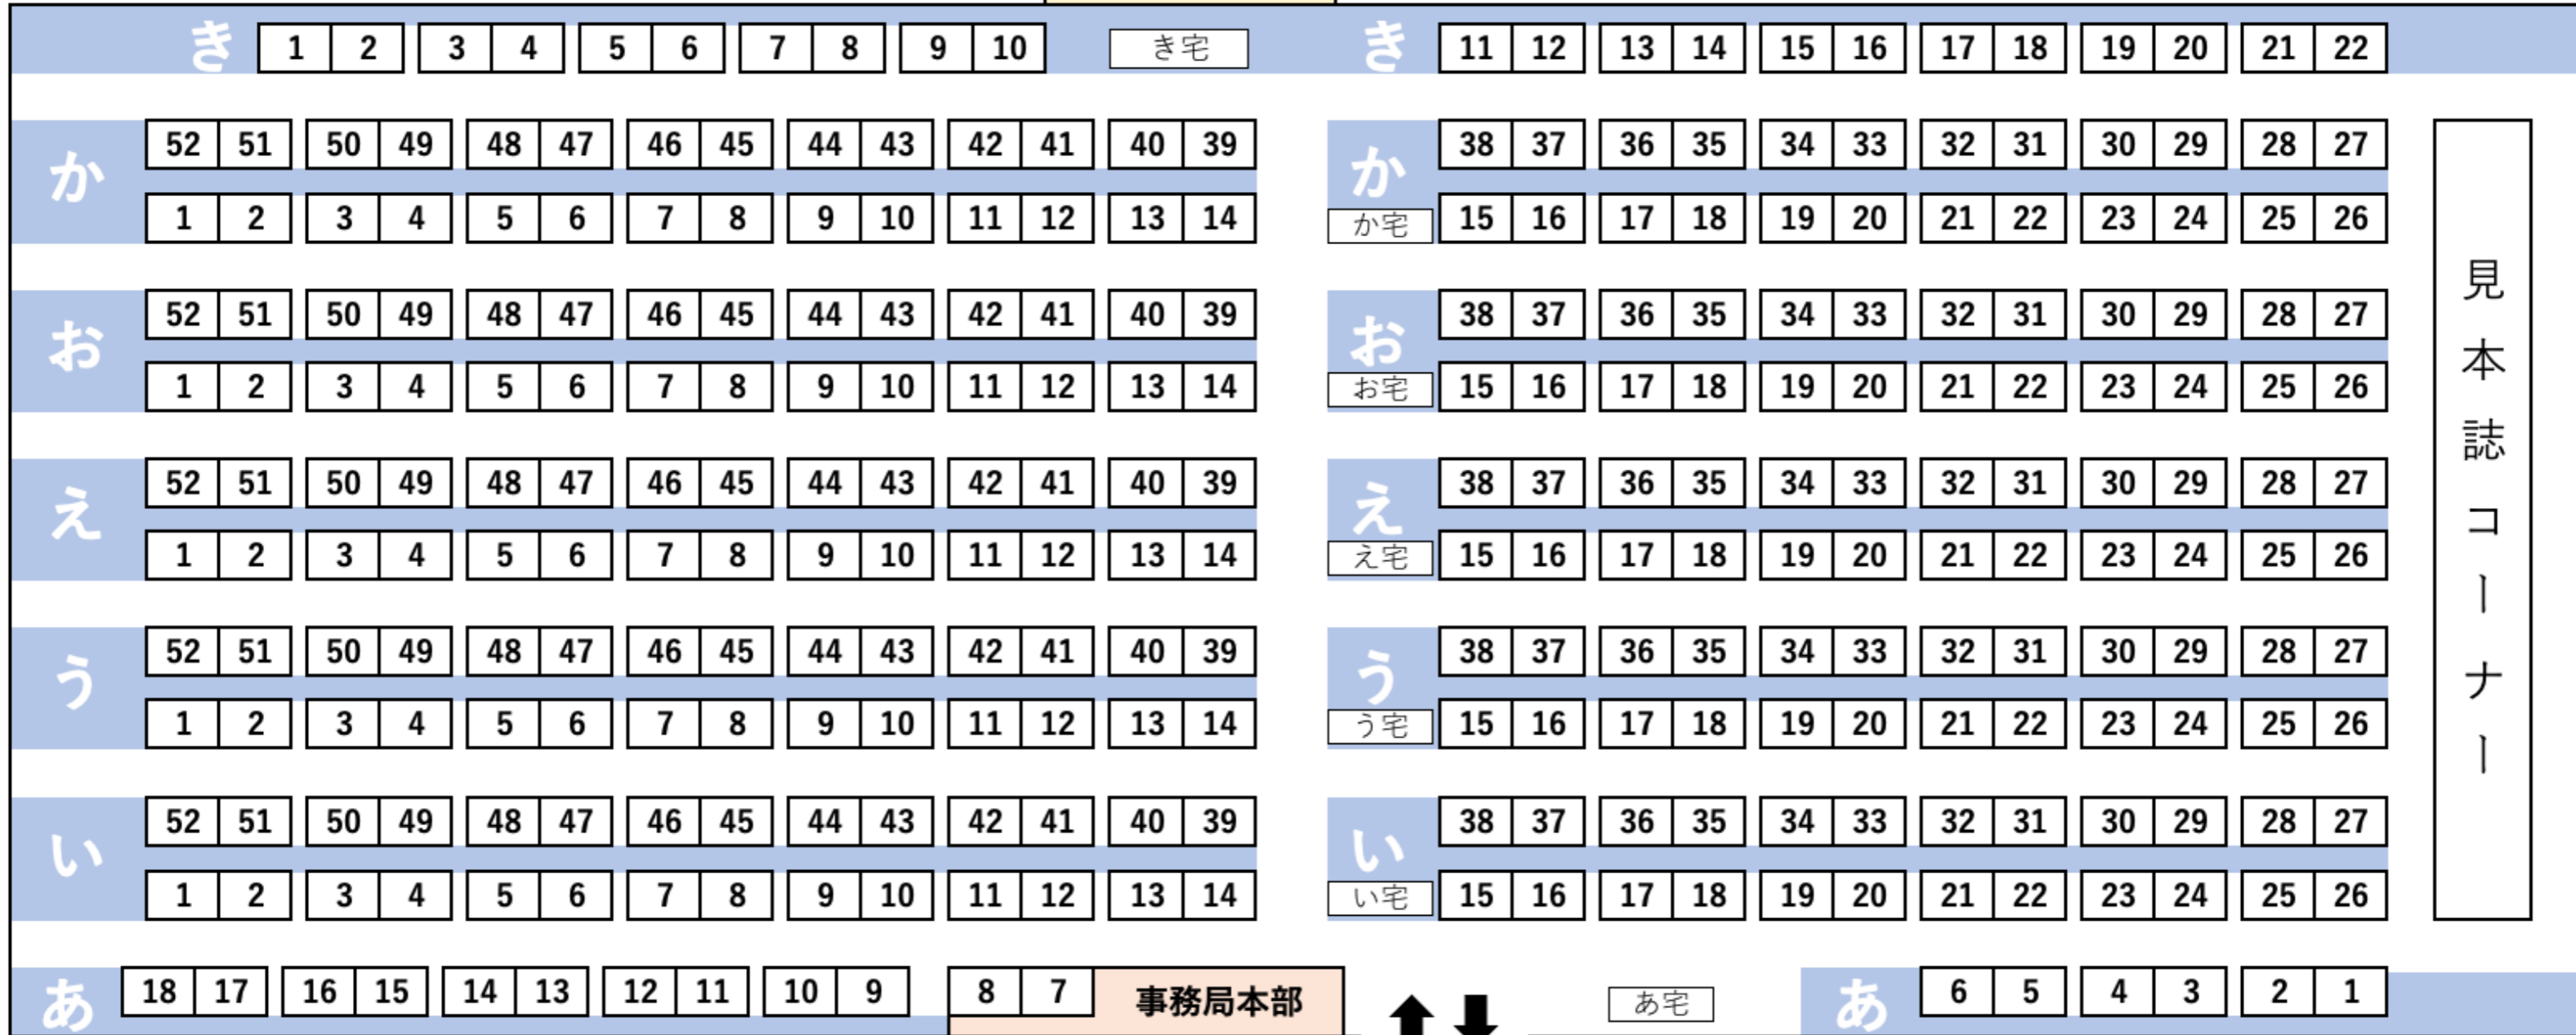 き 1 2 3 4 5 6 7 8 9 10 き宅 き 11 12 13 14 15 16 17 18 19 20 21 22
か 52 51 50 49 48 47 46 45 44 43 42 41 40 39 か 38 37 36 35 34 33 32 31 30 29 28 27
1 2 3 4 5 6 7 8 9 10 11 12 13 14 か宅 15 16 17 18 19 20 21 22 23 24 25 26
お 52 51 50 49 48 47 46 45 44 43 42 41 40 39 お 38 37 36 35 34 33 32 31 30 29 28 27
1 2 3 4 5 6 7 8 9 10 11 12 13 14 お宅 15 16 17 18 19 20 21 22 23 24 25 26
え 52 51 50 49 48 47 46 45 44 43 42 41 40 39 え 38 37 36 35 34 33 32 31 30 29 28 27
1 2 3 4 5 6 7 8 9 10 11 12 13 14 え宅 15 16 17 18 19 20 21 22 23 24 25 26
う 52 51 50 49 48 47 46 45 44 43 42 41 40 39 う 38 37 36 35 34 33 32 31 30 29 28 27
1 2 3 4 5 6 7 8 9 10 11 12 13 14 う宅 15 16 17 18 19 20 21 22 23 24 25 26
い 52 51 50 49 48 47 46 45 44 43 42 41 40 39 い 38 37 36 35 34 33 32 31 30 29 28 27
1 2 3 4 5 6 7 8 9 10 11 12 13 14 い宅 15 16 17 18 19 20 21 22 23 24 25 26
あ 18 17 16 15 14 13 12 11 10 9 8 7 事務局本部 あ宅 あ 6 5 4 3 2 1
見本誌コーナー